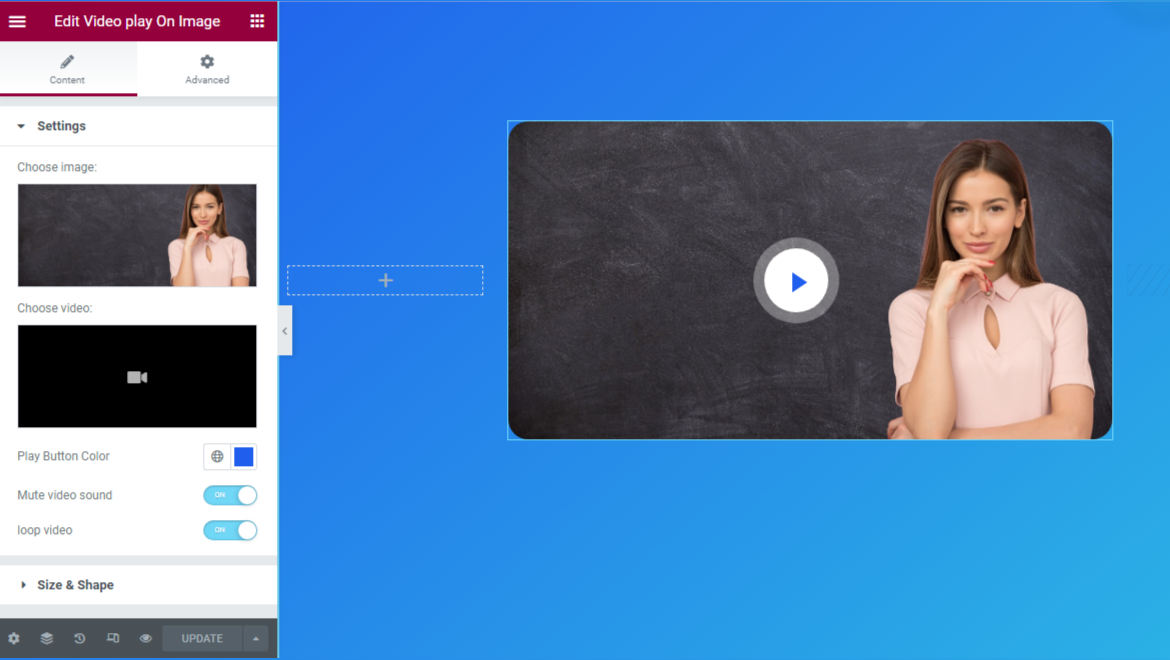 Edit Video play On Image
Content
Advanced
Settings
Choose image:
Choose video:
Play Button Color
Mute video sound
ON
loop video
ON
Size & Shape
UPDATE